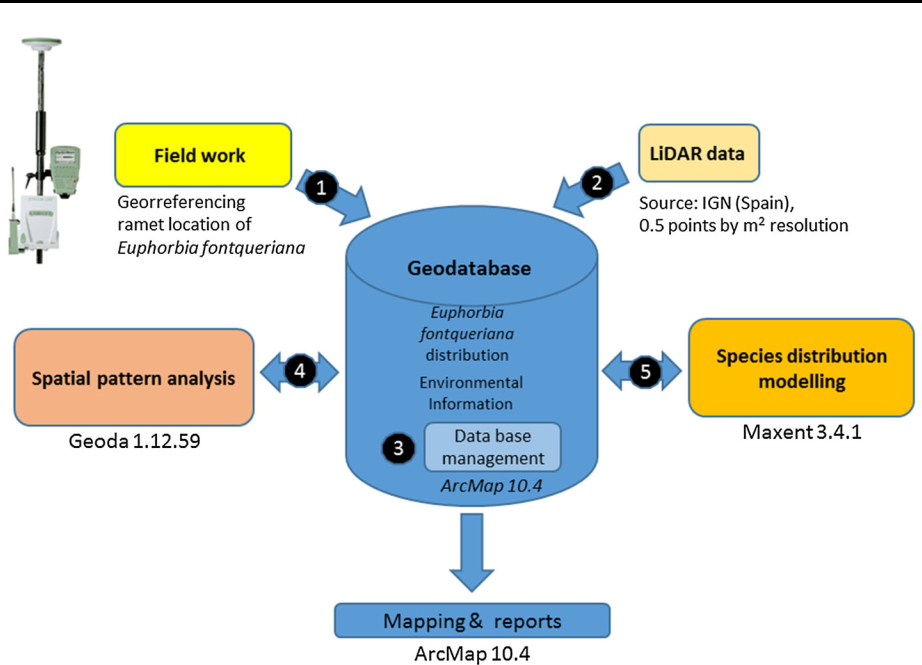 Field work
1
Georreferencing
ramet location of
Euphorbia fontqueriana
2
LiDAR data
Source: IGN (Spain),
0.5 points by m² resolution
Geodatabase
Euphorbia
fontqueriana
distribution
Environmental
Information
3
Data base
management
ArcMap 10.4
Spatial pattern analysis
4
Geoda 1.12.59
5
Species distribution
modelling
Maxent 3.4.1
Mapping & reports
ArcMap 10.4